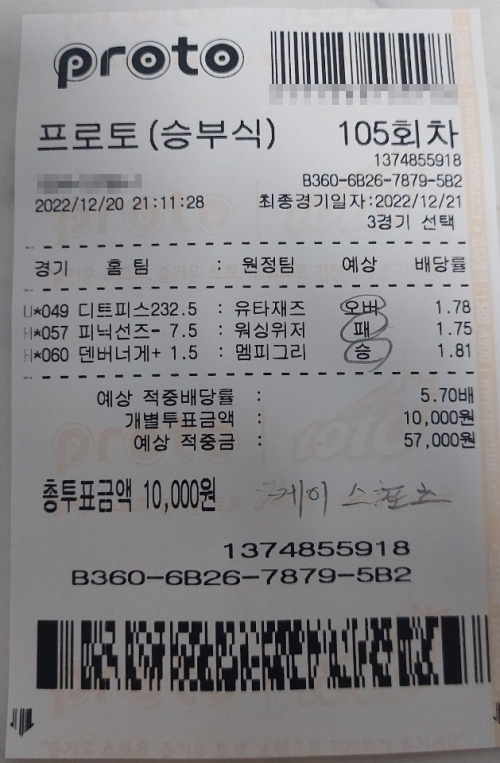 proto
프로토(승부식) 105회차
1374855918
B360-6B26-7879-5B2
2022/12/20 21:11:28 최종경기일자:2022/12/21
3경기 선택
경기 홈팀 : 원정팀 예상 배당률
U*049 디트피스232.5 : 유타재즈 오버 1.78
H*057 피닉선즈- 7.5 : 워싱위저 패 1.75
H*060 덴버너게+ 1.5 : 멤피그리 승 1.81
예상 적중배당률 : 5.70배
개별투표금액 : 10,000원
예상 적중금 : 57,000원
총투표금액 10,000원 케이 스포츠
1374855918
B360-6B26-7879-5B2